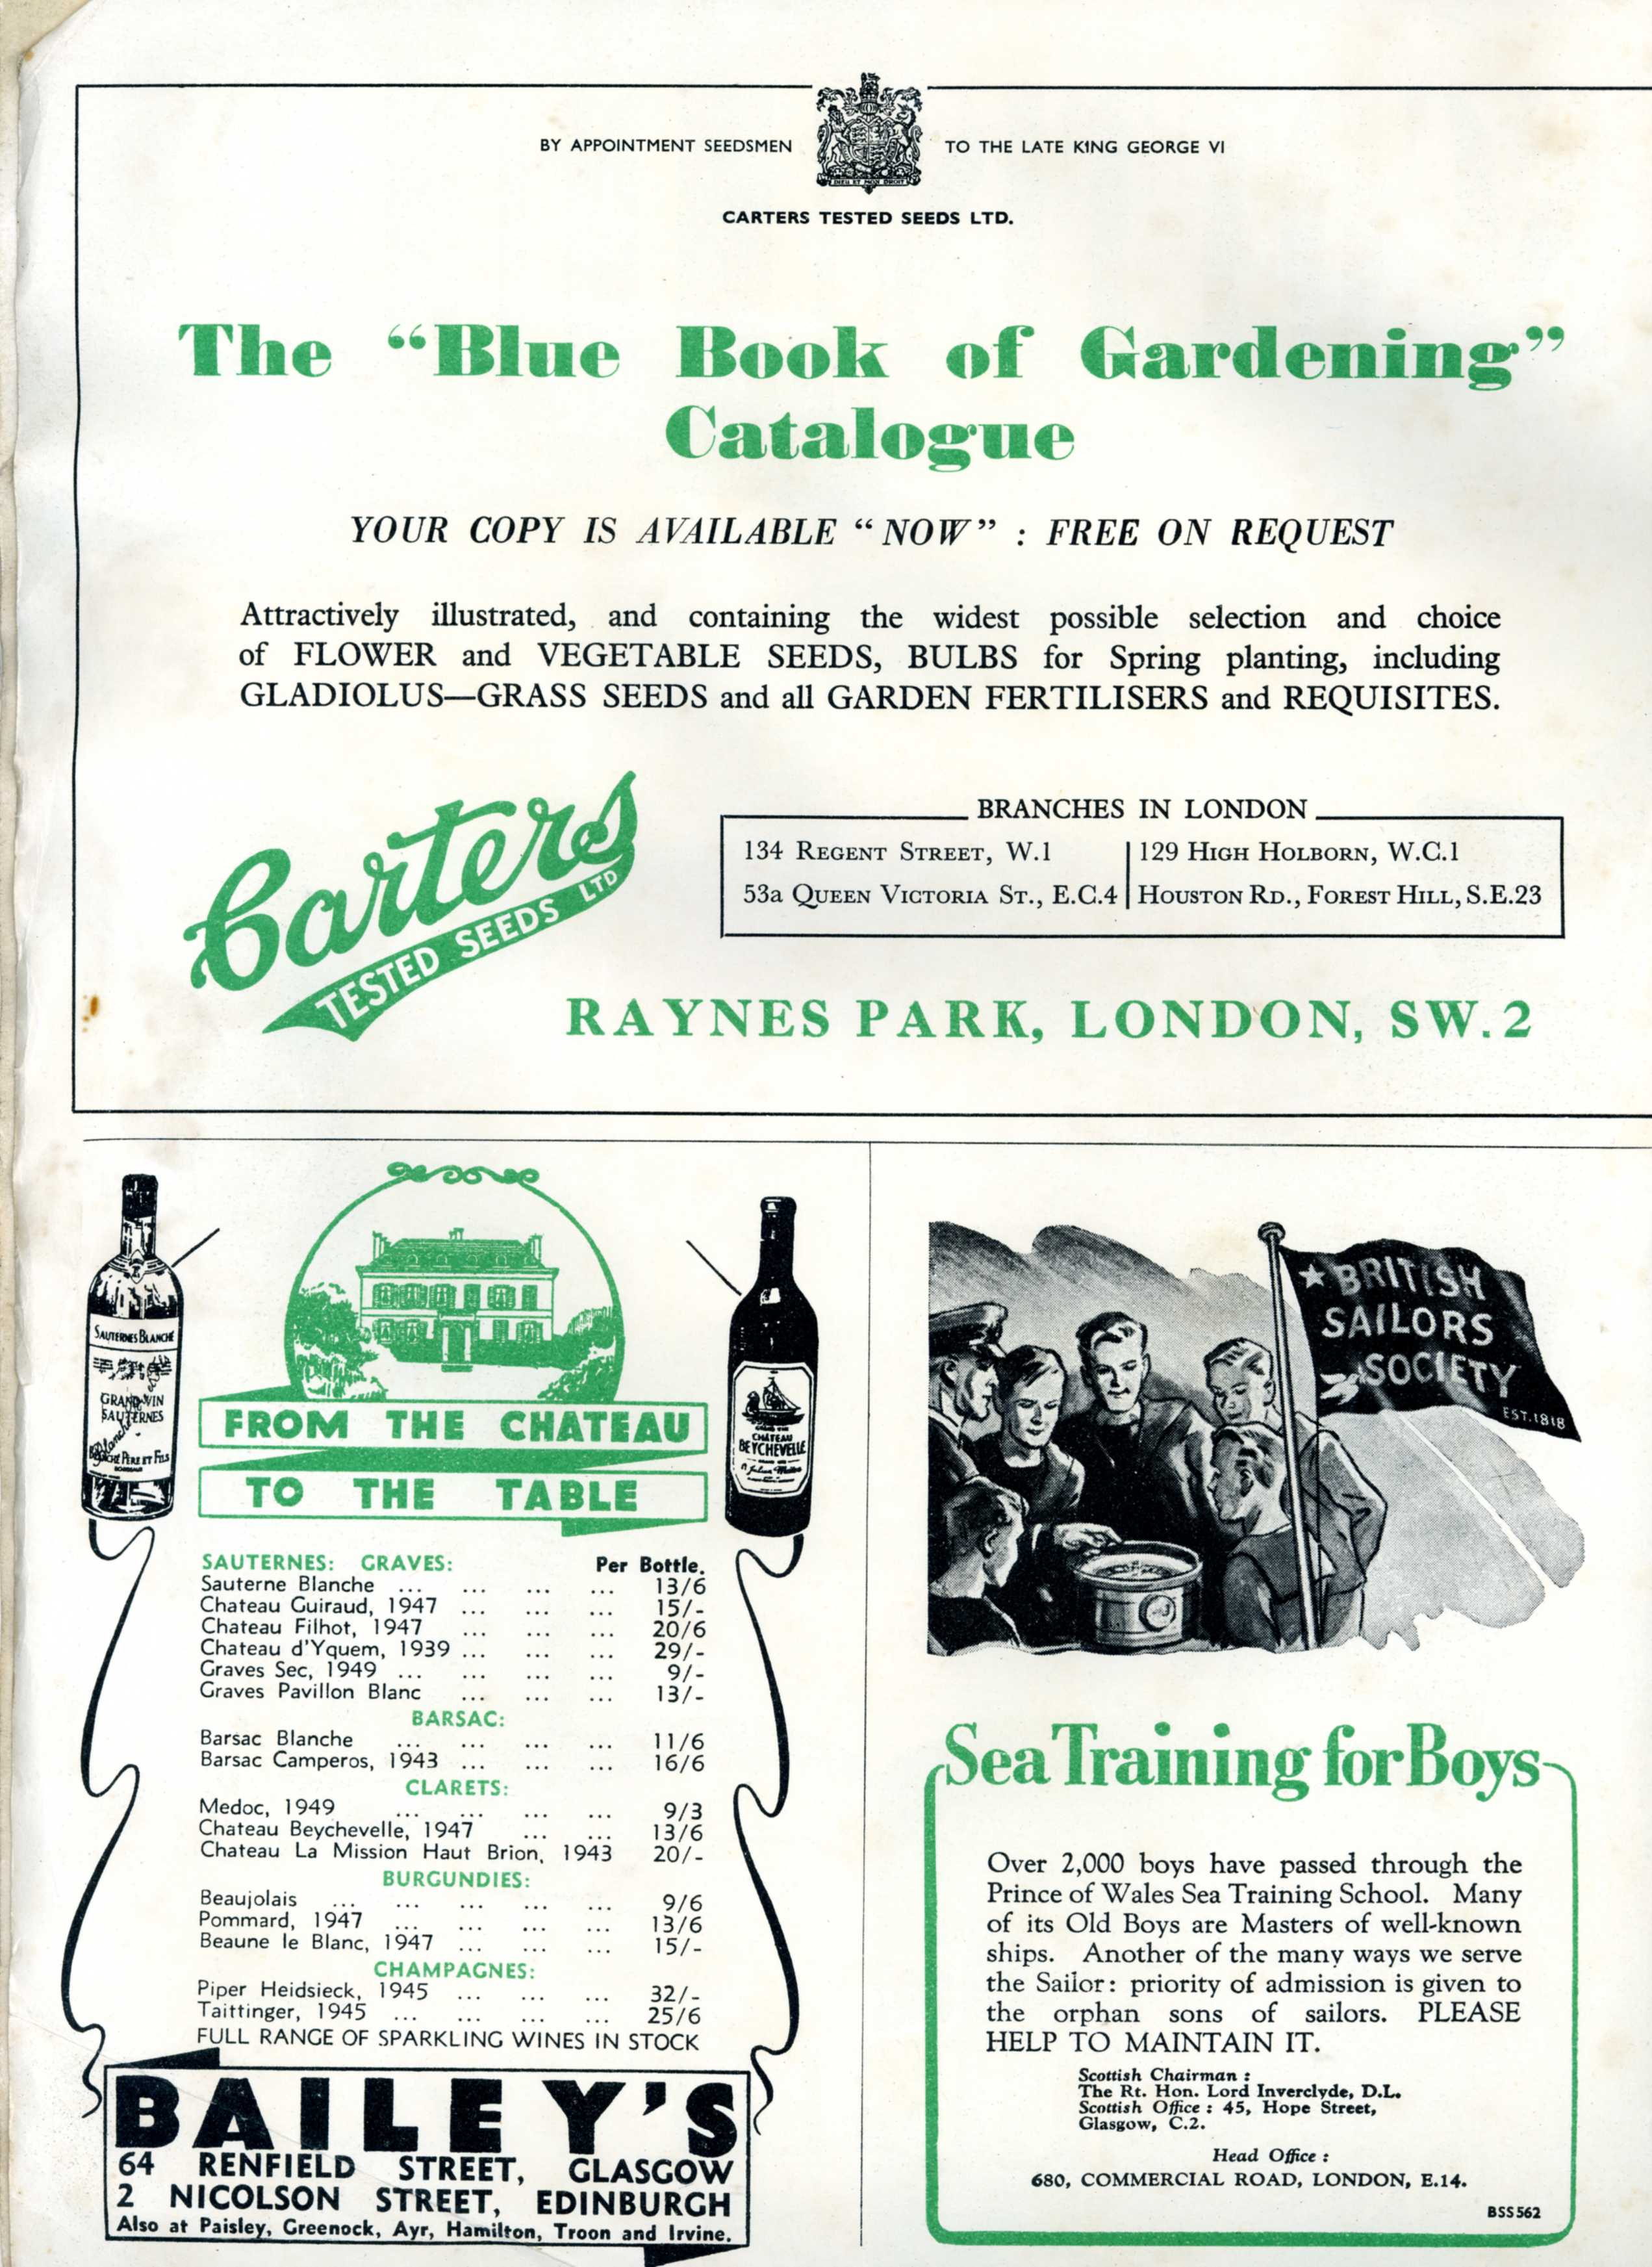 BY APPOINTMENT SEEDSMEN
TO THE LATE KING GEORGE VI
DIEU ET MON DROIT
CARTERS TESTED SEEDS LTD.
The “Blue Book of Gardening”
Catalogue
YOUR COPY IS AVAILABLE “NOW” : FREE ON REQUEST
Attractively illustrated, and containing the widest possible selection and choice
of FLOWER and VEGETABLE SEEDS, BULBS for Spring planting, including
GLADIOLUS—GRASS SEEDS and all GARDEN FERTILISERS and REQUISITES.
Carters
TESTED SEEDS LTD
BRANCHES IN LONDON
134 REGENT STREET, W.1
129 HIGH HOLBORN, W.C.1
53a QUEEN VICTORIA ST., E.C.4
HOUSTON RD., FOREST HILL, S.E.23
RAYNES PARK, LONDON, SW.2
SAUTERNES BLANCHE
GRAND VIN
SAUTERNES
CHATEAU
BEYCHEVELLE
FROM THE CHATEAU
TO THE TABLE
SAUTERNES: GRAVES: Per Bottle.
Sauterne Blanche ... ... ... ... 13/6
Chateau Guiraud, 1947 ... ... ... 15/-
Chateau Filhot, 1947 ... ... ... 20/6
Chateau d'Yquem, 1939 ... ... ... 29/-
Graves Sec, 1949 ... ... ... ... 9/-
Graves Pavillon Blanc ... ... ... 13/-
BARSAC:
Barsac Blanche ... ... ... ... 11/6
Barsac Camperos, 1943 ... ... ... 16/6
CLARETS:
Medoc, 1949 ... ... ... ... 9/3
Chateau Beychevelle, 1947 ... ... 13/6
Chateau La Mission Haut Brion, 1943 20/-
BURGUNDIES:
Beaujolais ... ... ... ... ... 9/6
Pommard, 1947 ... ... ... ... 13/6
Beaune le Blanc, 1947 ... ... ... 15/-
CHAMPAGNES:
Piper Heidsieck, 1945 ... ... ... 32/-
Taittinger, 1945 ... ... ... ... 25/6
FULL RANGE OF SPARKLING WINES IN STOCK
BAILEY'S
64 RENFIELD STREET, GLASGOW
2 NICOLSON STREET, EDINBURGH
Also at Paisley, Greenock, Ayr, Hamilton, Troon and Irvine.
BRITISH
SAILORS
SOCIETY
EST. 1818
Sea Training for Boys
Over 2,000 boys have passed through the
Prince of Wales Sea Training School. Many
of its Old Boys are Masters of well-known
ships. Another of the many ways we serve
the Sailor: priority of admission is given to
the orphan sons of sailors. PLEASE
HELP TO MAINTAIN IT.
Scottish Chairman :
The Rt. Hon. Lord Inverclyde, D.L.
Scottish Office : 45, Hope Street,
Glasgow, C.2.
Head Office :
680, COMMERCIAL ROAD, LONDON, E.14.
BSS 562